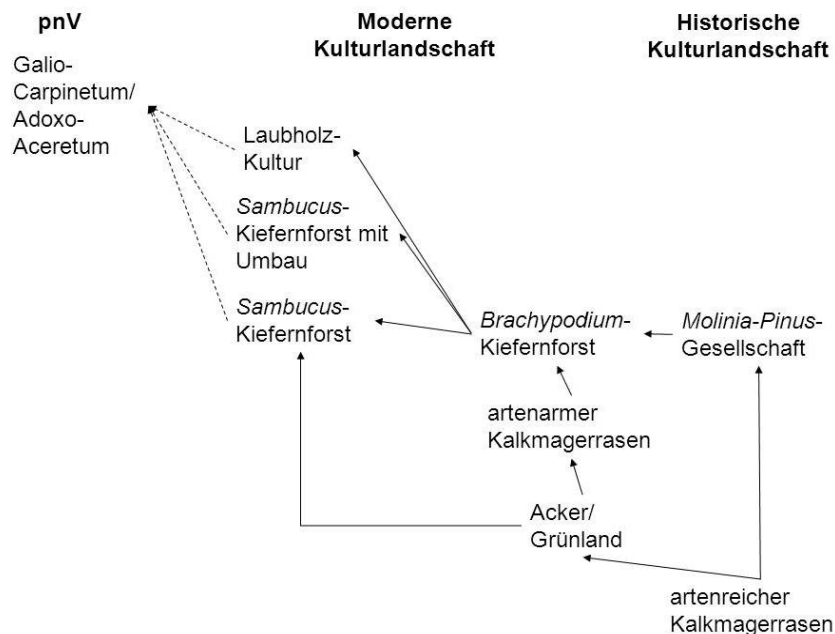 pnV
Moderne
Kulturlandschaft
Historische
Kulturlandschaft
Galio-
Carpinetum/
Adoxo-
Aceretum
Laubholz-
Kultur
Sambucus-
Kiefernforst mit
Umbau
Sambucus-
Kiefernforst
Brachypodium-
Kiefernforst
Molinia-Pinus-
Gesellschaft
artenarmer
Kalkmagerrasen
Acker/
Grünland
artenreicher
Kalkmagerrasen